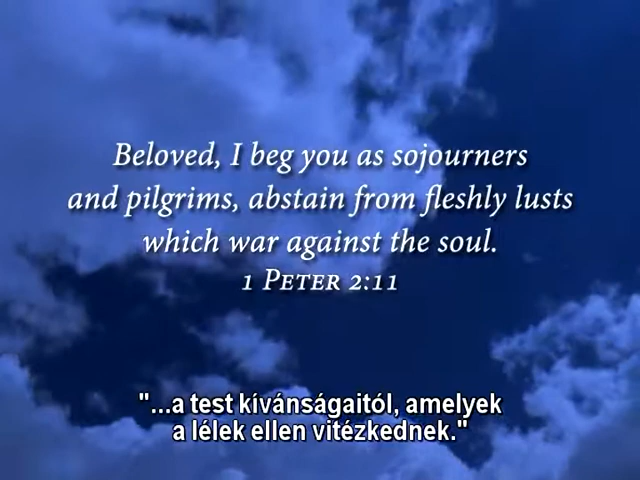 Beloved, I beg you as sojourners
and pilgrims, abstain from fleshly lusts
which war against the soul.
1 PETER 2:11
"...a test kívánságaitól, amelyek
a lélek ellen vitézkednek."